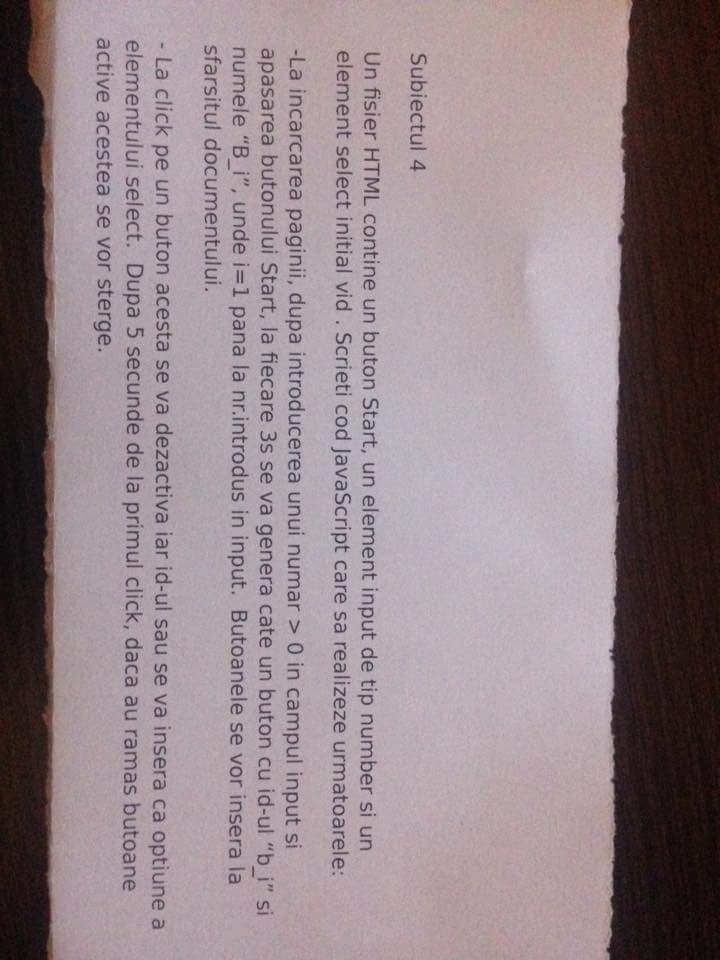 Subiectul 4
Un fisier HTML contine un buton Start, un element input de tip number si un
element select initial vid . Scrieti cod JavaScript care sa realizeze urmatoarele:
-La incarcarea paginii, dupa introducerea unui numar > 0 in campul input si
apasarea butonului Start, la fiecare 3s se va genera cate un buton cu id-ul “b_i” si
numele “B_i”, unde i=1 pana la nr.introdus in input. Butoanele se vor insera la
sfarsitul documentului.
- La click pe un buton acesta se va dezactiva iar id-ul sau se va insera ca optiune a
elementului select. Dupa 5 secunde de la primul click, daca au ramas butoane
active acestea se vor sterge.